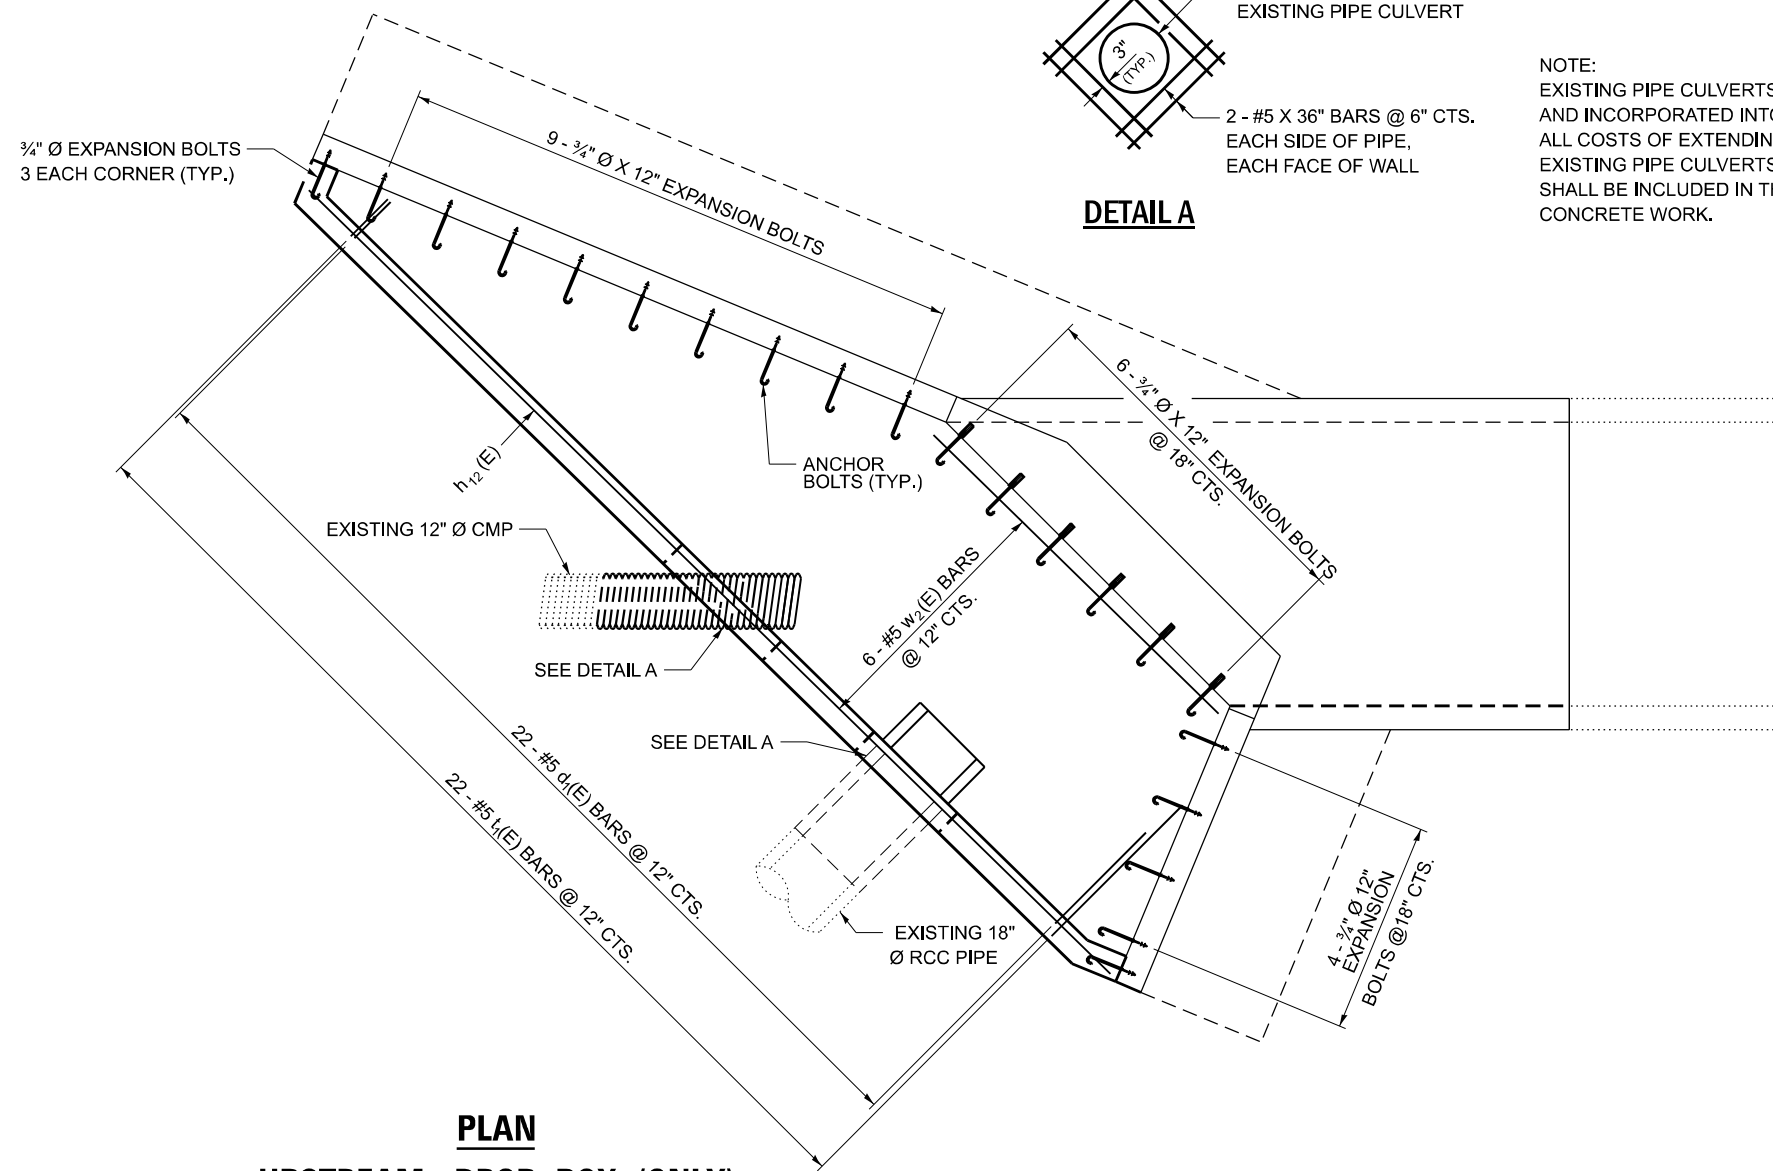 EXISTING PIPE CULVERT
3"
(TYP.)
2 - #5 X 36" BARS @ 6" CTS.
EACH SIDE OF PIPE,
EACH FACE OF WALL
DETAIL A
NOTE:
EXISTING PIPE CULVERTS
AND INCORPORATED INTO
ALL COSTS OF EXTENDIN
EXISTING PIPE CULVERTS
SHALL BE INCLUDED IN TH
CONCRETE WORK.
¾" Ø EXPANSION BOLTS
3 EACH CORNER (TYP.)
9 - ¾" Ø X 12" EXPANSION BOLTS
6 - ¾" Ø X 12" EXPANSION BOLTS
@ 18" CTS.
h12 (E)
ANCHOR
BOLTS (TYP.)
EXISTING 12" Ø CMP
6 - #5 w2(E) BARS
@ 12" CTS.
SEE DETAIL A
SEE DETAIL A
22 - #5 d1(E) BARS @ 12" CTS.
22 - #5 t1(E) BARS @ 12" CTS.
EXISTING 18"
Ø RCC PIPE
4 - ¾" Ø 12"
EXPANSION
BOLTS @18" CTS.
PLAN
UPSTREAM DROP BOX (ONLY)